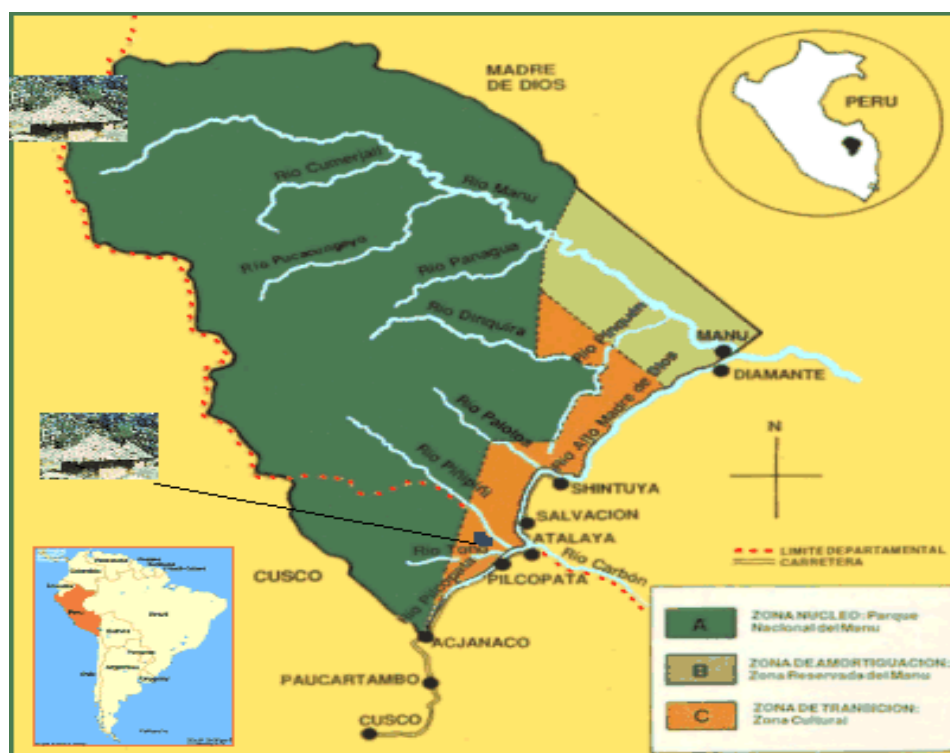 MADRE
DE DIOS
PERU
Rio Cumerjali
Rio Manu
Rio Panagua
Rio Pinquén
Rio Diriquira
MANU
DIAMANTE
Rio Alto Madre de Dios
Rio Palotoa
Rio Piñipiñi
N
SHINTUYA
SALVACION
ATALAYA
Rio Tono
Rio Carbón
PILCOPATA
Rio Pilcopata
CUSCO
LIMITE DEPARTAMENTAL
CARRETERA
ACJANACO
PAUCARTAMBO
CUSCO
A
ZONA NUCLEO: Parque
Nacional del Manu
B
ZONA DE AMORTIGUACION:
Zona Reservada del Manu
C
ZONA DE TRANSICION:
Zona Cultural